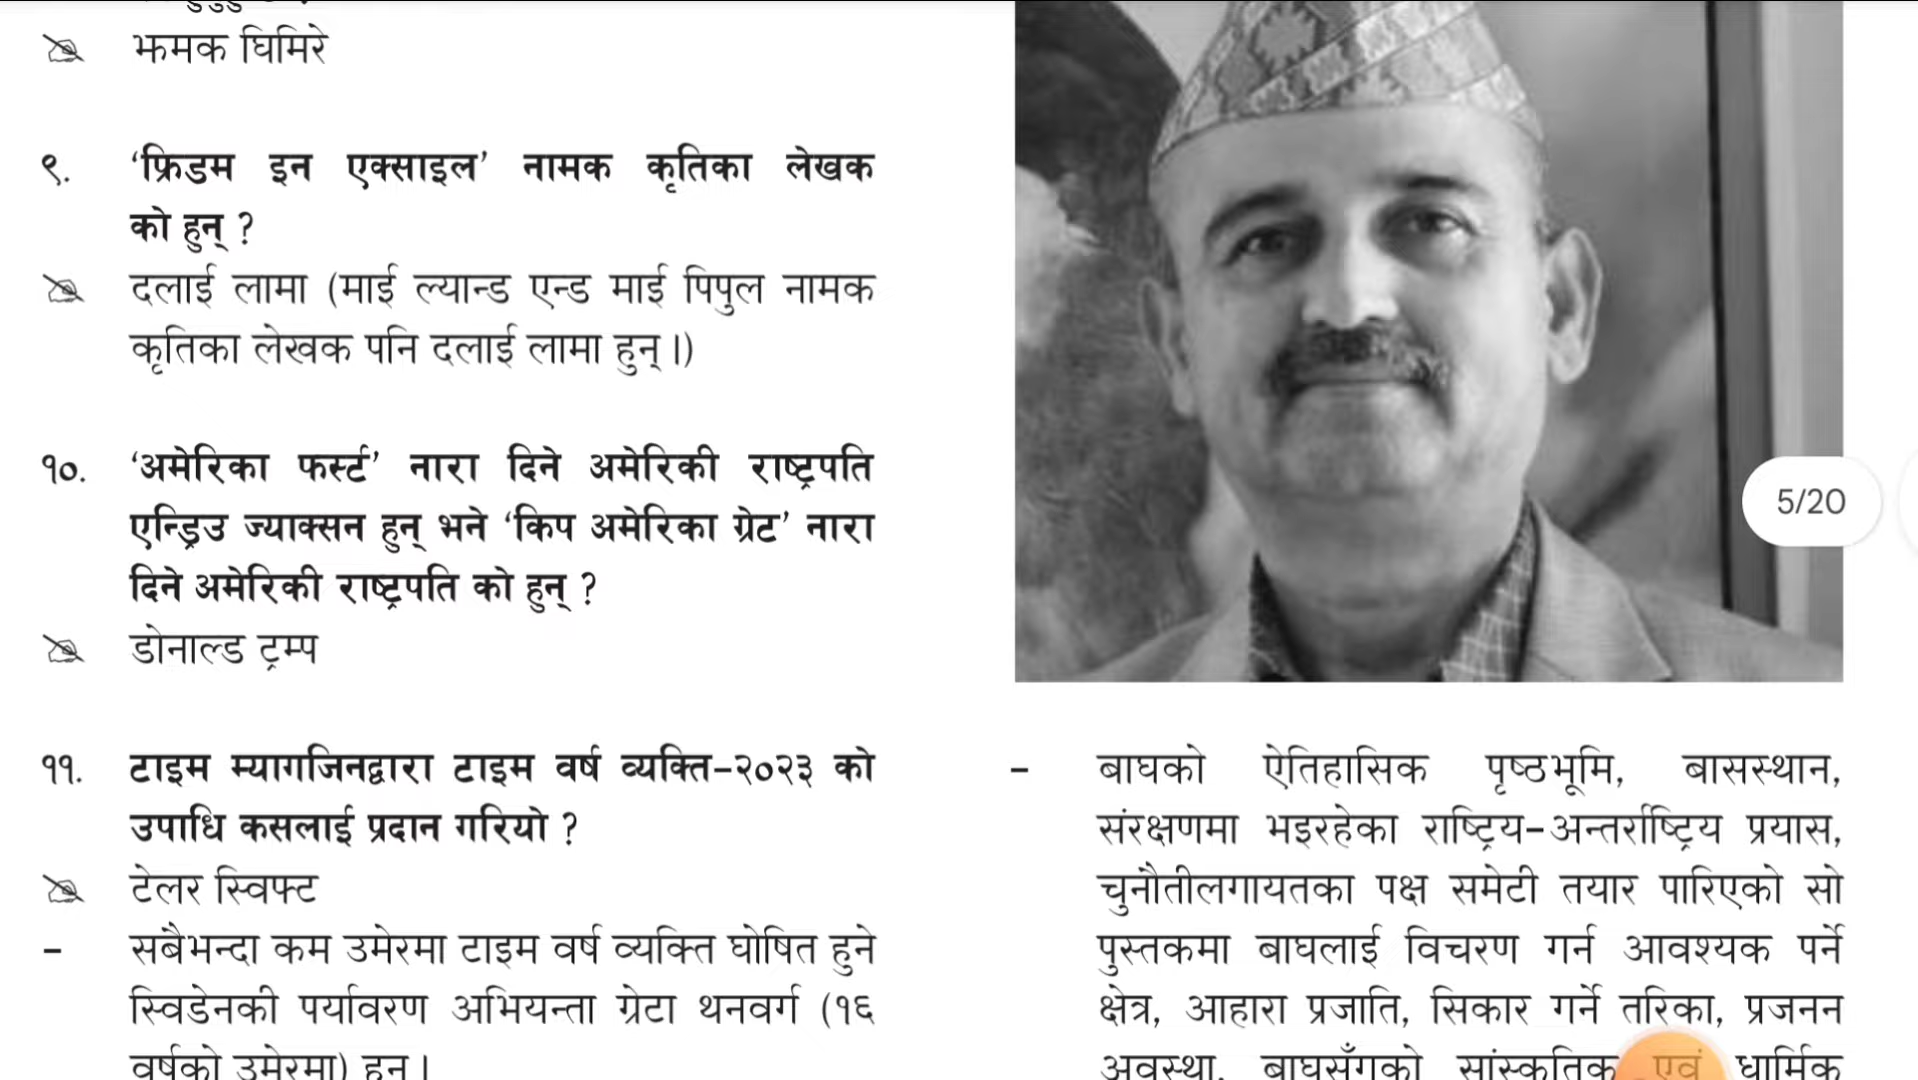 झमक घिमिरे
९. ‘फ्रिडम इन एक्साइल’ नामक कृतिका लेखक
को हुन् ?
दलाई लामा (माई ल्यान्ड एन्ड माई पिपुल नामक
कृतिका लेखक पनि दलाई लामा हुन् ।)
१०. ‘अमेरिका फर्स्ट’ नारा दिने अमेरिकी राष्ट्रपति
एन्ड्रिउ ज्याक्सन हुन् भने ‘किप अमेरिका ग्रेट’ नारा
दिने अमेरिकी राष्ट्रपति को हुन् ?
डोनाल्ड ट्रम्प
११. टाइम म्यागजिनद्वारा टाइम वर्ष व्यक्ति-२०२३ को
उपाधि कसलाई प्रदान गरियो ?
टेलर स्विफ्ट
- सबैभन्दा कम उमेरमा टाइम वर्ष व्यक्ति घोषित हुने
स्विडेनकी पर्यावरण अभियन्ता ग्रेटा थनवर्ग (१६
वर्षको उमेरमा) हुन् ।
5/20
- बाघको ऐतिहासिक पृष्ठभूमि, बासस्थान,
संरक्षणमा भइरहेका राष्ट्रिय-अन्तर्राष्ट्रिय प्रयास,
चुनौतीलगायतका पक्ष समेटी तयार पारिएको सो
पुस्तकमा बाघलाई विचरण गर्न आवश्यक पर्ने
क्षेत्र, आहारा प्रजाति, सिकार गर्ने तरिका, प्रजनन
अवस्था, बाघसँगको सांस्कृतिक एवं धार्मिक